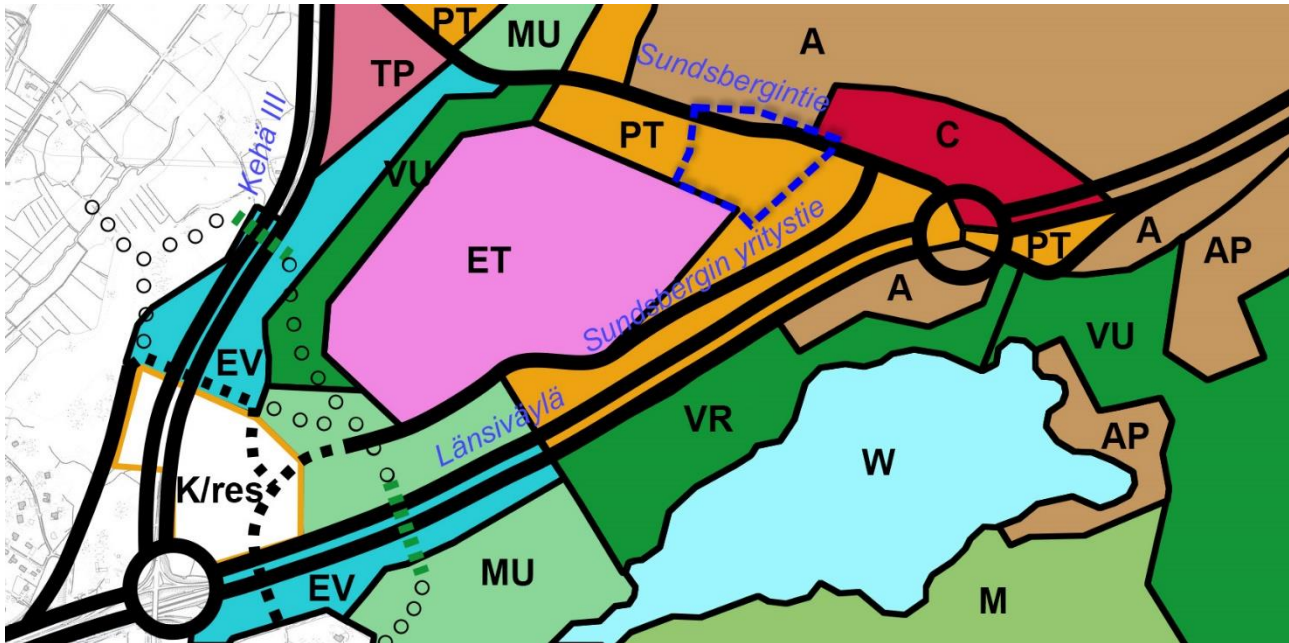 PT
MU
A
TP
Sundsbergintie
Kehä III
PT
C
VU
ET
Sundsbergin yritystie
A
PT
A
AP
EV
VU
Länsiväylä
VR
AP
W
K/res
EV
MU
M